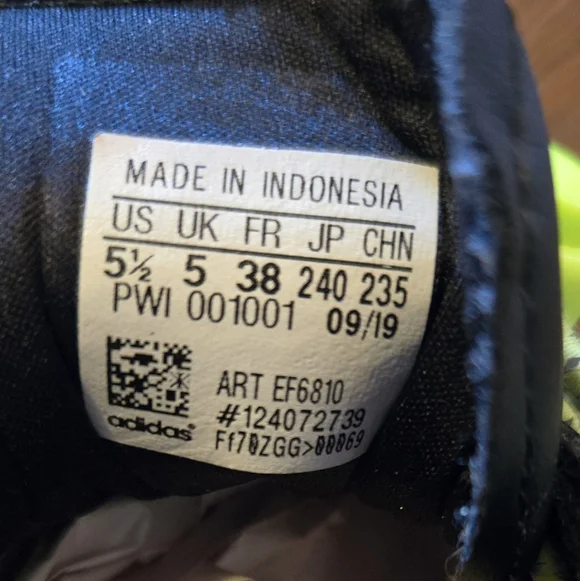 MADE IN INDONESIA
US UK FR JP CHN
5½ 5 38 240 235
PWI 001001 09/19
ART EF6810
#124072739
adidas Ff70ZGG>00069